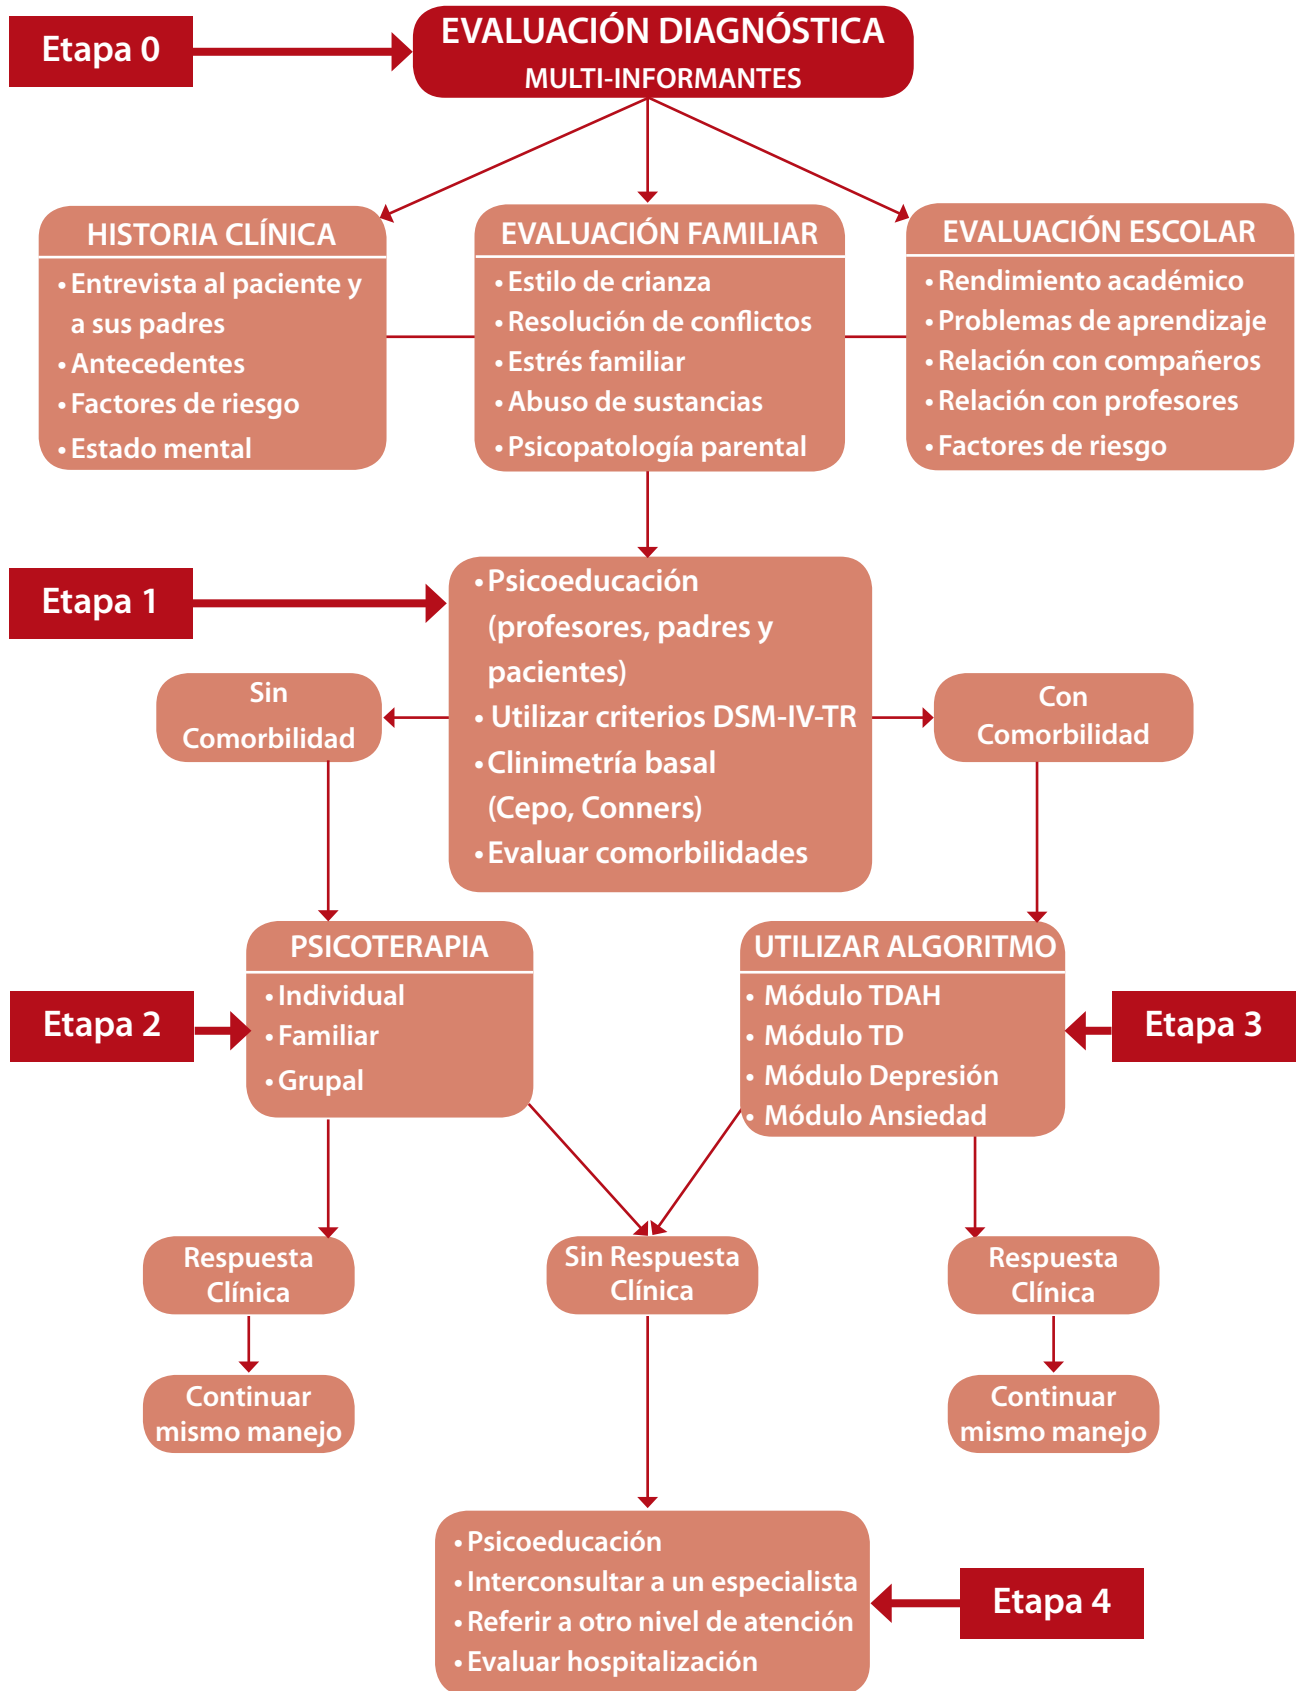 Etapa 0
EVALUACIÓN DIAGNÓSTICA
MULTI-INFORMANTES
HISTORIA CLÍNICA
• Entrevista al paciente y
a sus padres
• Antecedentes
• Factores de riesgo
• Estado mental
EVALUACIÓN FAMILIAR
• Estilo de crianza
• Resolución de conflictos
• Estrés familiar
• Abuso de sustancias
• Psicopatología parental
EVALUACIÓN ESCOLAR
• Rendimiento académico
• Problemas de aprendizaje
• Relación con compañeros
• Relación con profesores
• Factores de riesgo
Etapa 1
• Psicoeducación
(profesores, padres y
pacientes)
• Utilizar criterios DSM-IV-TR
• Clinimetría basal
(Cepo, Conners)
• Evaluar comorbilidades
Sin
Comorbilidad
Con
Comorbilidad
Etapa 2
PSICOTERAPIA
• Individual
• Familiar
• Grupal
UTILIZAR ALGORITMO
• Módulo TDAH
• Módulo TD
• Módulo Depresión
• Módulo Ansiedad
Etapa 3
Respuesta
Clínica
Sin Respuesta
Clínica
Respuesta
Clínica
Continuar
mismo manejo
Continuar
mismo manejo
• Psicoeducación
• Interconsultar a un especialista
• Referir a otro nivel de atención
• Evaluar hospitalización
Etapa 4